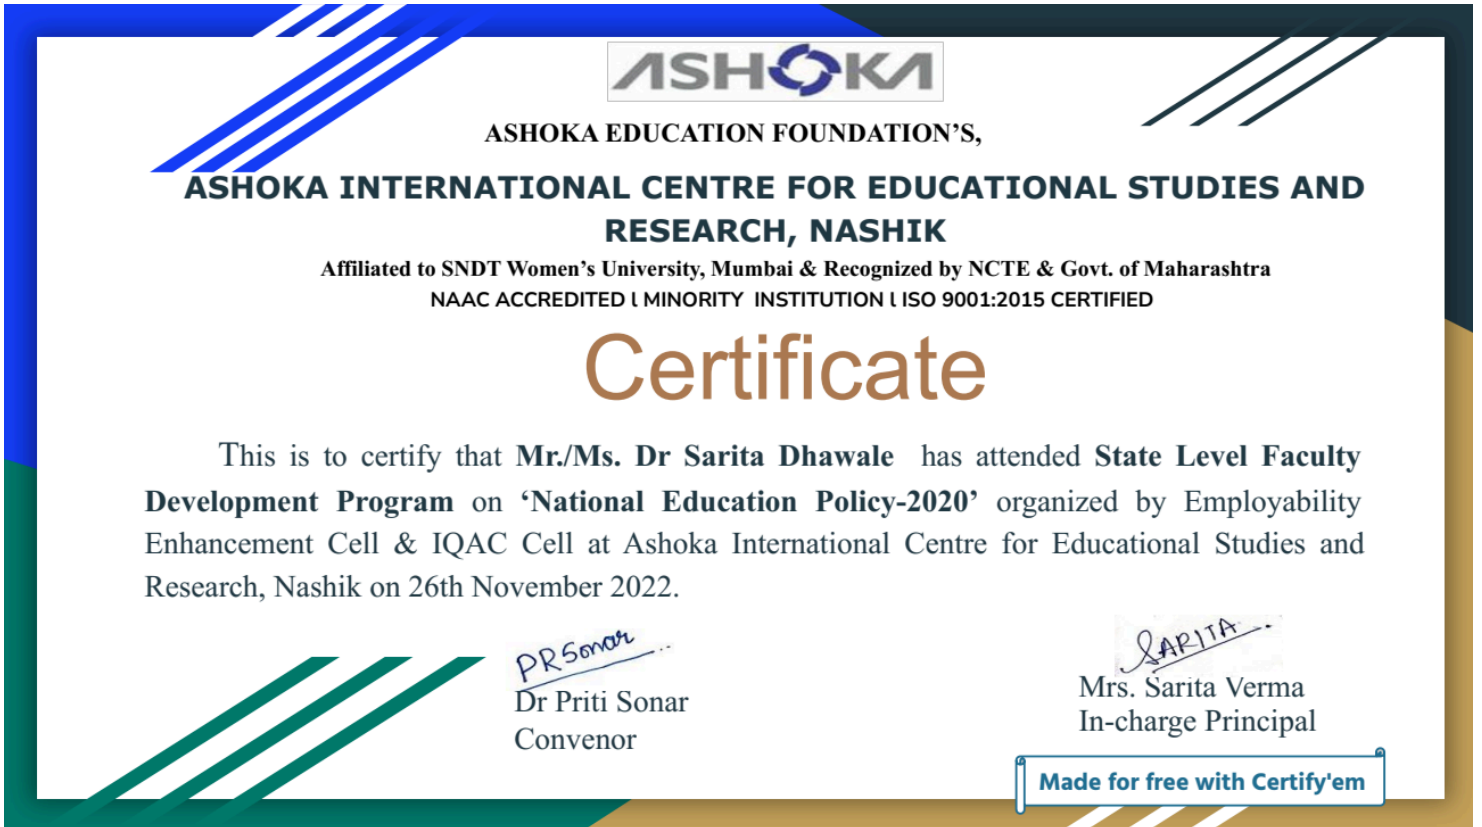 ASHOKA
ASHOKA EDUCATION FOUNDATION’S,
ASHOKA INTERNATIONAL CENTRE FOR EDUCATIONAL STUDIES AND
RESEARCH, NASHIK
Affiliated to SNDT Women’s University, Mumbai & Recognized by NCTE & Govt. of Maharashtra
NAAC ACCREDITED l MINORITY INSTITUTION l ISO 9001:2015 CERTIFIED
Certificate
This is to certify that Mr./Ms. Dr Sarita Dhawale has attended State Level Faculty
Development Program on ‘National Education Policy-2020’ organized by Employability
Enhancement Cell & IQAC Cell at Ashoka International Centre for Educational Studies and
Research, Nashik on 26th November 2022.
PRSonar
Dr Priti Sonar
Convenor
SARITA
Mrs. Sarita Verma
In-charge Principal
Made for free with Certify'em